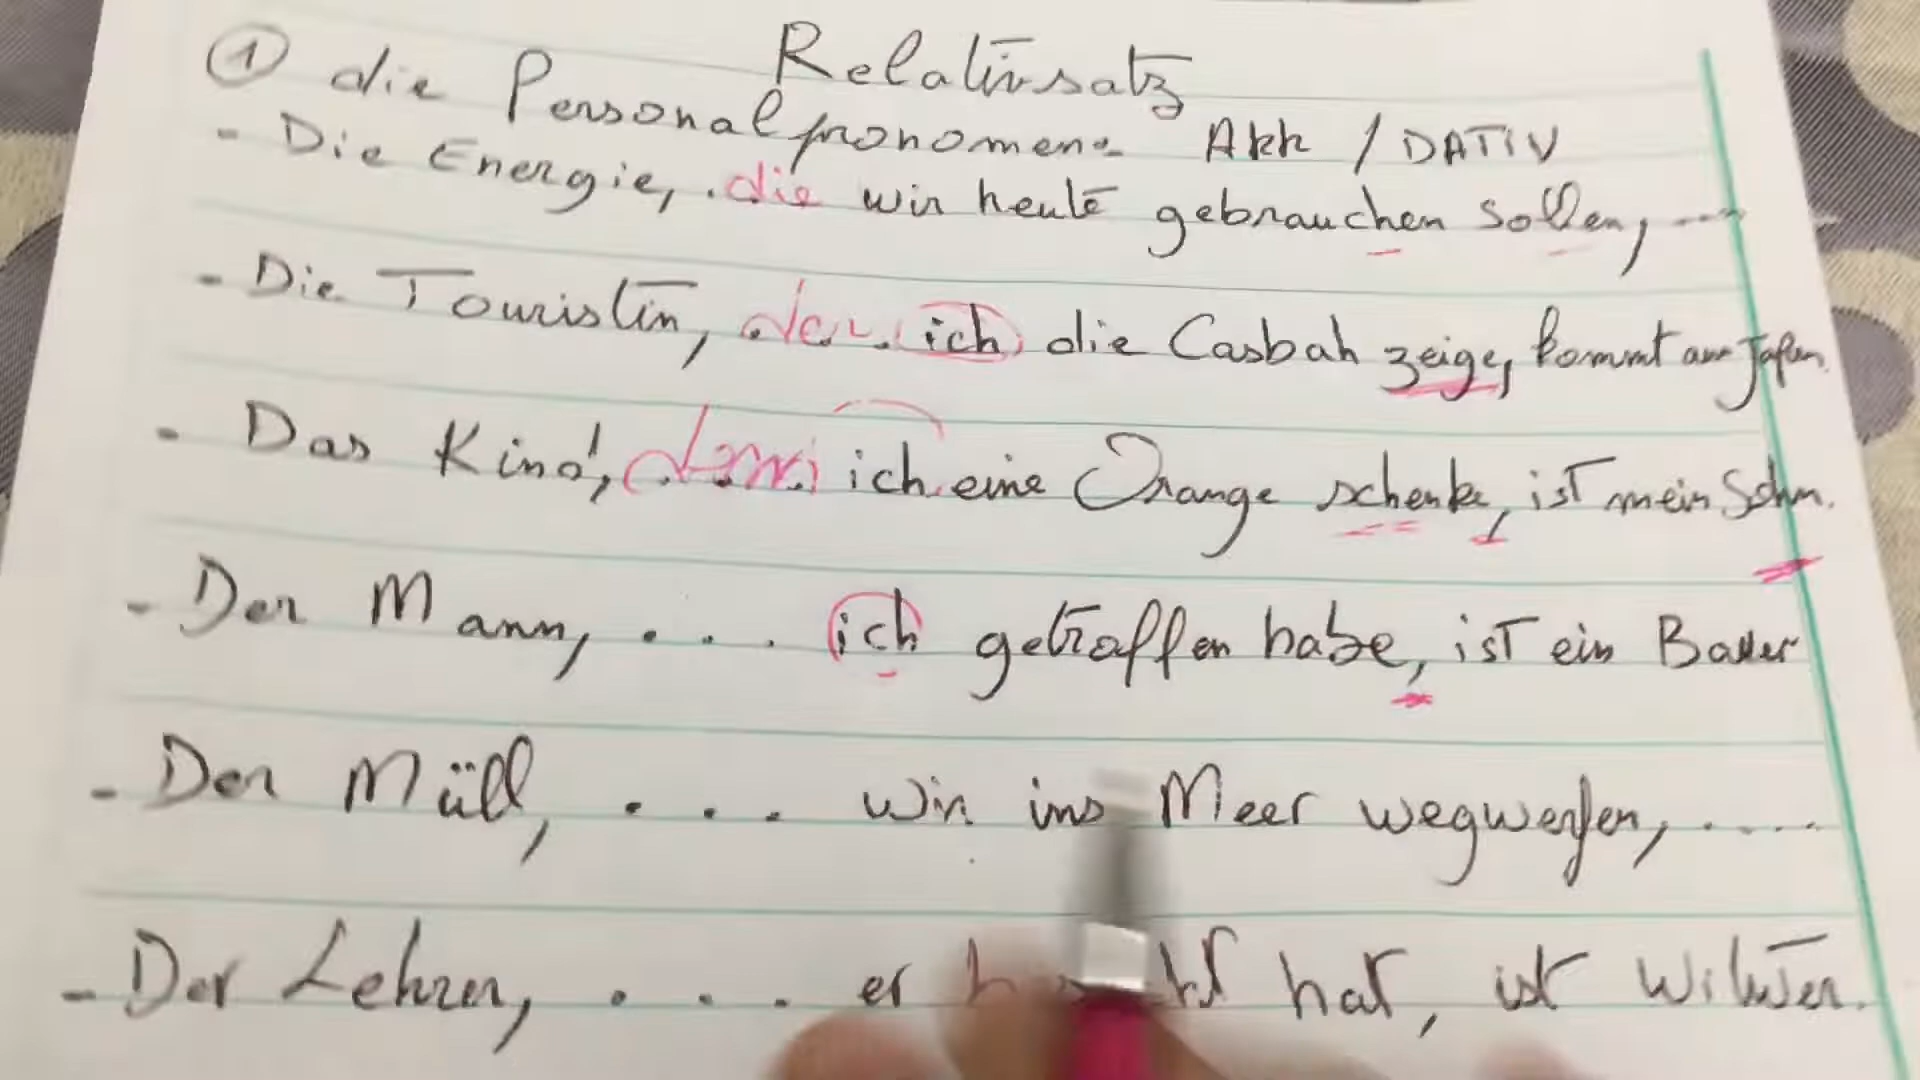 Relativsatz
① die Personalpronomen Akk / DATIV
- Die Energie, die wir heute gebrauchen sollen, ...
- Die Touristin, der ich die Casbah zeige, kommt aus Japan.
- Das Kind, dem ich eine Orange schenke, ist mein Sohn.
- Der Mann, ... ich getroffen habe, ist ein Bauer
- Der Müll, ... wir ins Meer wegwerfen, ....
- Der Lehrer, ... er hat, ist